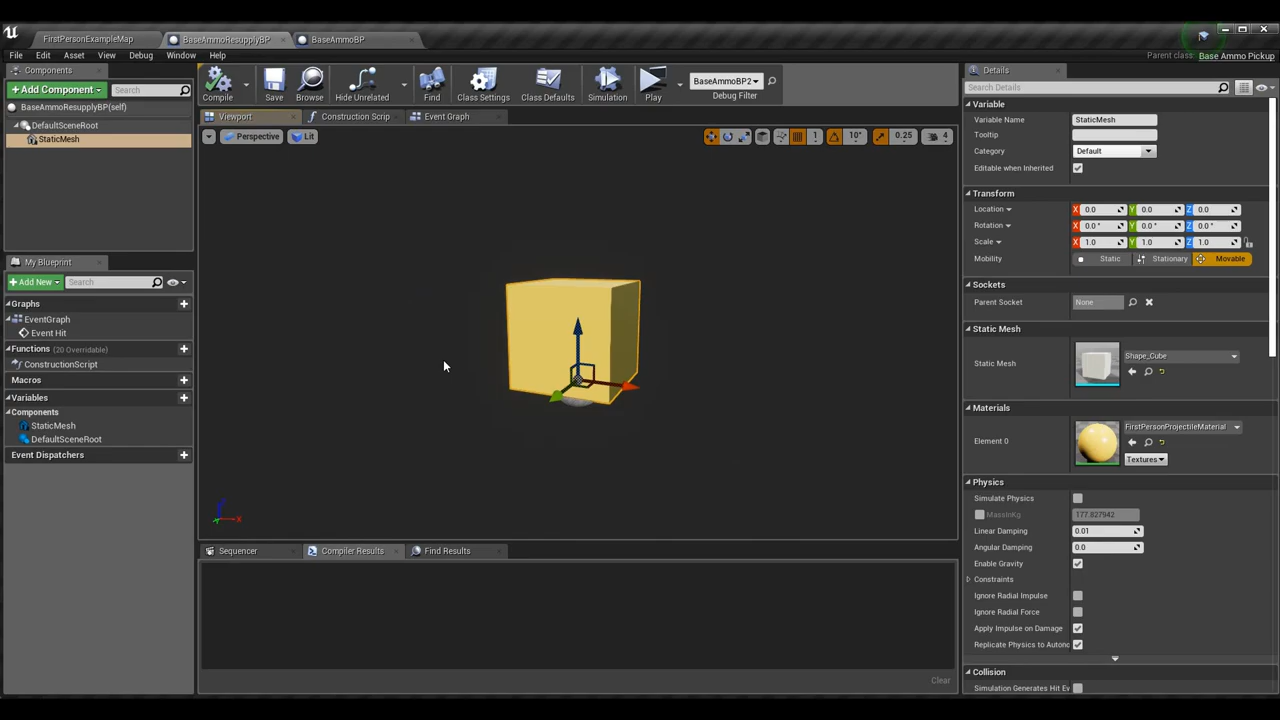 FirstPersonExampleMap
BaseAmmoResupplyBP
BaseAmmoBP
File Edit Asset View Debug Window Help
Parent class: Base Ammo Pickup
Components
+ Add Component
Search
BaseAmmoResupplyBP(self)
DefaultSceneRoot
StaticMesh
My Blueprint
+ Add New
Search
Graphs
EventGraph
Event Hit
Functions (20 Overridable)
ConstructionScript
Macros
Variables
Components
StaticMesh
DefaultSceneRoot
Event Dispatchers
Compile
Save
Browse
Hide Unrelated
Find
Class Settings
Class Defaults
Simulation
Play
BaseAmmoBP2
Debug Filter
Viewport
Construction Scrip
Event Graph
Perspective
Lit
1
10°
0.25
4
X
Sequencer
Compiler Results
Find Results
Clear
Details
Search Details
Variable
Variable Name StaticMesh
Tooltip
Category Default
Editable when Inherited
Transform
Location X 0.0 Y 0.0 Z 0.0
Rotation X 0.0 ° Y 0.0 ° Z 0.0 °
Scale X 1.0 Y 1.0 Z 1.0
Mobility Static Stationary Movable
Sockets
Parent Socket None
Static Mesh
Static Mesh Shape_Cube
Materials
Element 0 FirstPersonProjectileMaterial
Textures
Physics
Simulate Physics
MassInKg 177.827942
Linear Damping 0.01
Angular Damping 0.0
Enable Gravity
Constraints
Ignore Radial Impulse
Ignore Radial Force
Apply Impulse on Damage
Replicate Physics to Autono
Collision
Simulation Generates Hit Ev